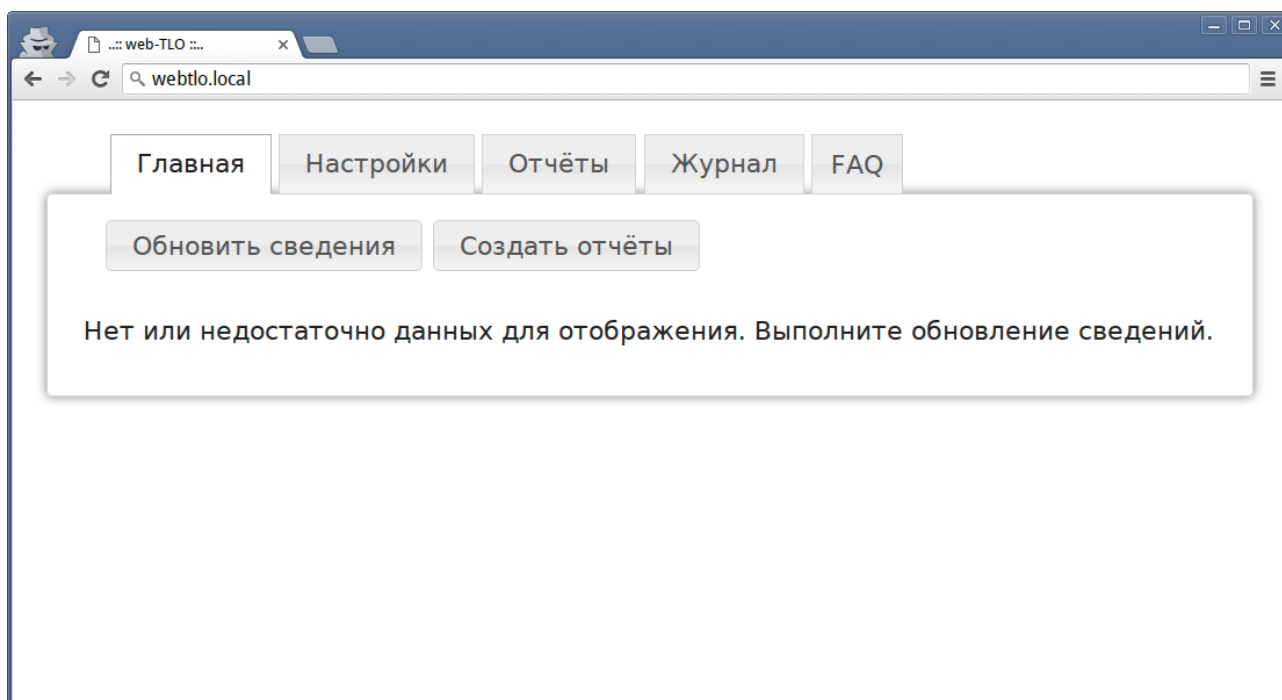 ..:: web-TLO ::..
webtlo.local
Главная Настройки Отчёты Журнал FAQ
Обновить сведения Создать отчёты
Нет или недостаточно данных для отображения. Выполните обновление сведений.